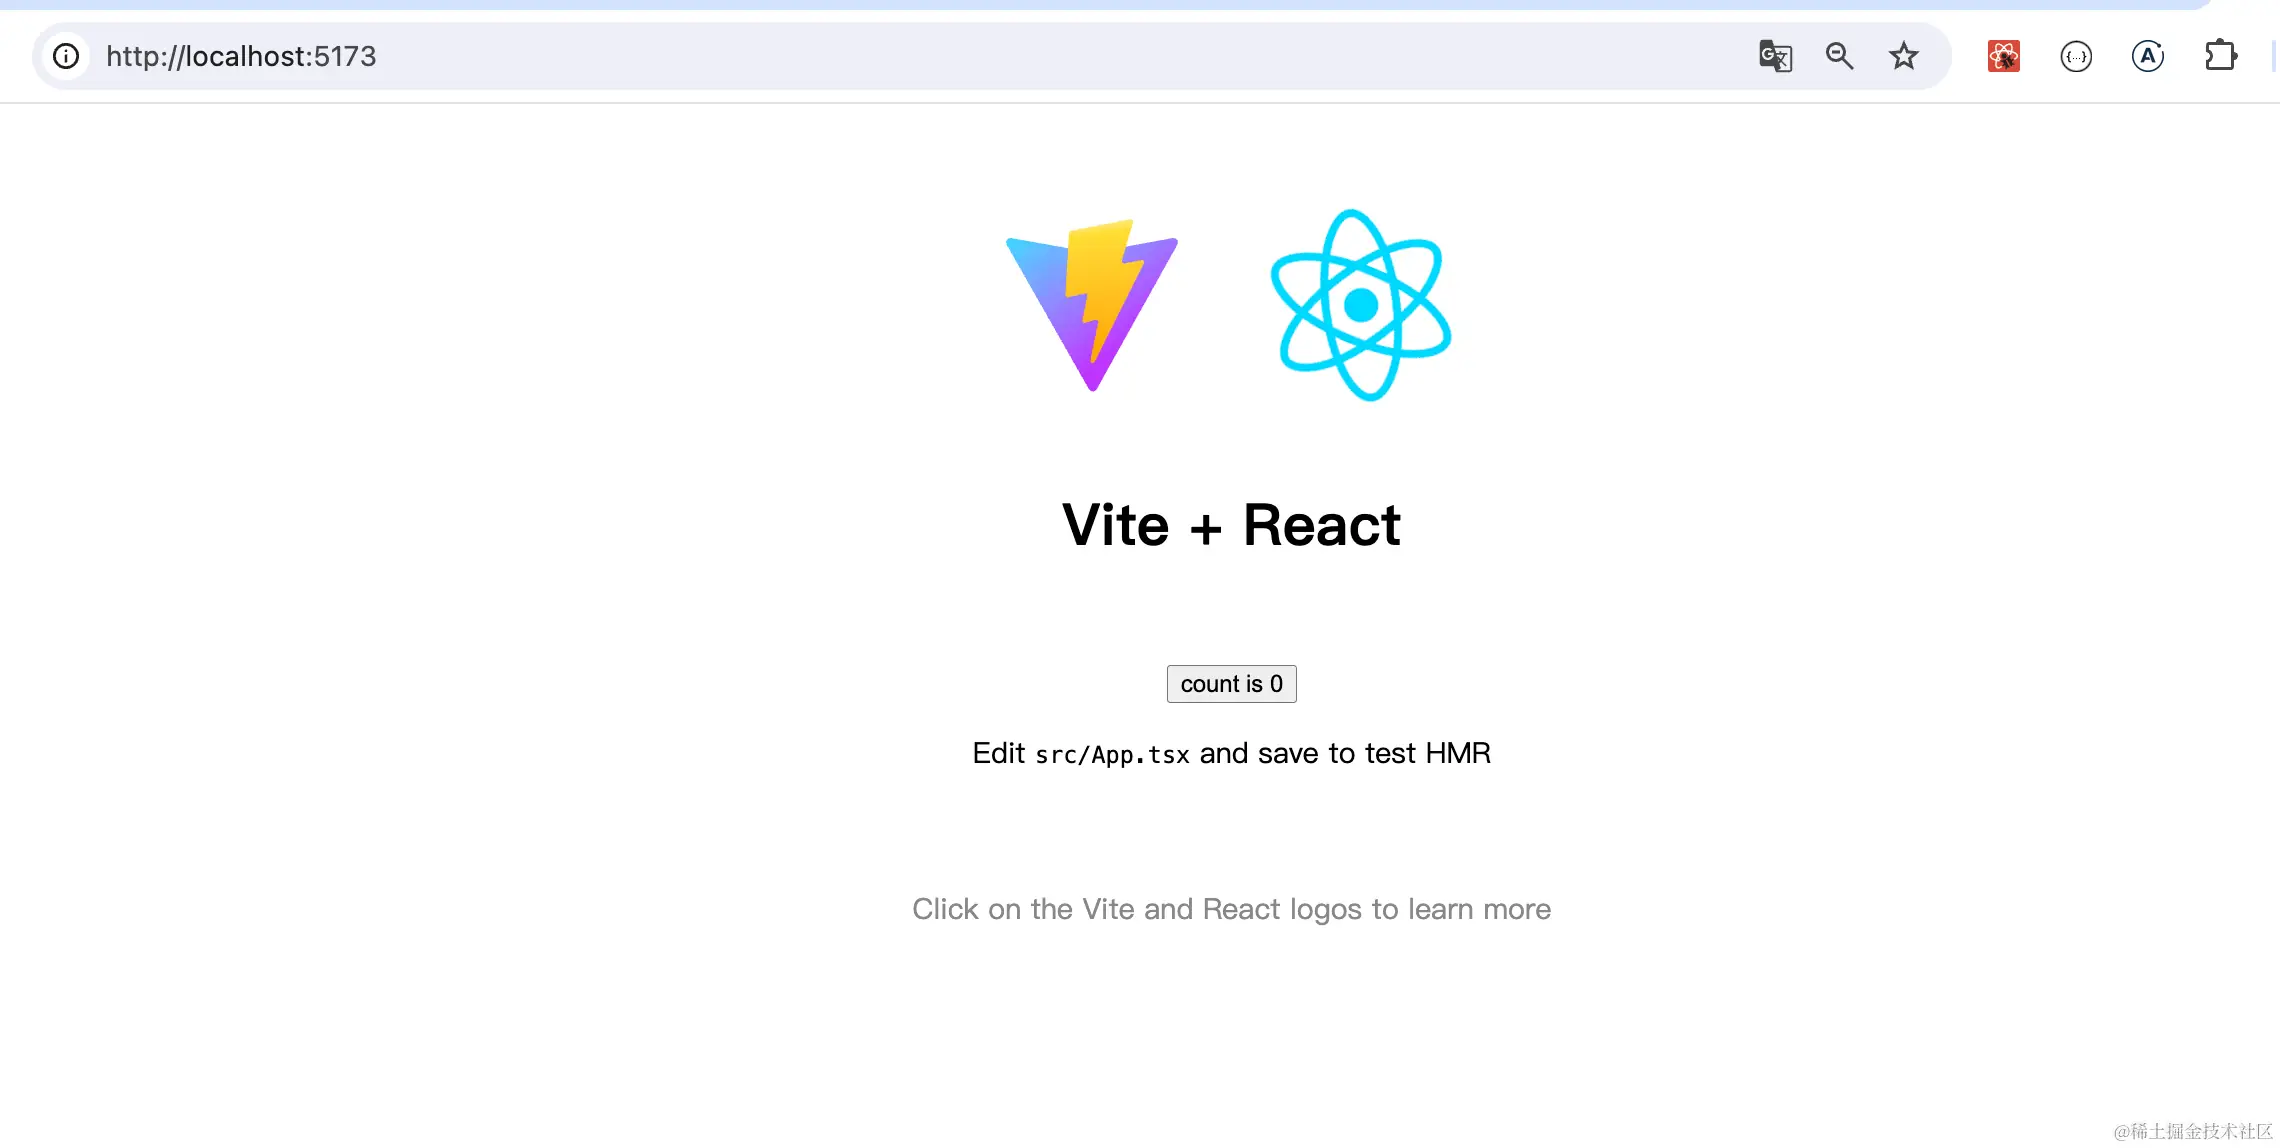 http://localhost:5173
Vite + React
count is 0
Edit src/App.tsx and save to test HMR
Click on the Vite and React logos to learn more
@稀土掘金技术社区